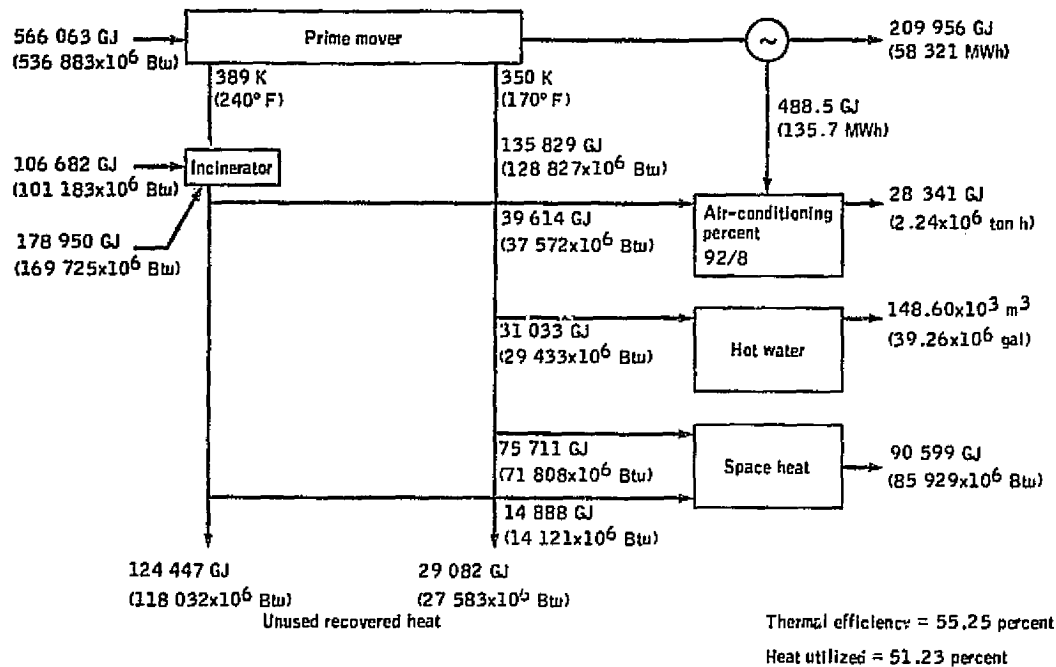 566 063 GJ
(536 883x10⁶ Btu)
Prime mover
~
209 956 GJ
(58 321 MWh)
389 K
(240° F)
350 K
(170° F)
488.5 GJ
(135.7 MWh)
106 682 GJ
(101 183x10⁶ Btu)
Incinerator
135 829 GJ
(128 827x10⁶ Btu)
178 950 GJ
(169 725x10⁶ Btu)
39 614 GJ
(37 572x10⁶ Btu)
Air-conditioning
percent
92/8
28 341 GJ
(2.24x10⁶ ton h)
31 033 GJ
(29 433x10⁶ Btu)
Hot water
148.60x10³ m³
(39.26x10⁶ gal)
75 711 GJ
(71 808x10⁶ Btu)
Space heat
90 599 GJ
(85 929x10⁶ Btu)
14 888 GJ
(14 121x10⁶ Btu)
124 447 GJ
(118 032x10⁶ Btu)
29 082 GJ
(27 583x10⁶ Btu)
Unused recovered heat
Thermal efficiency = 55.25 percent
Heat utilized = 51.23 percent